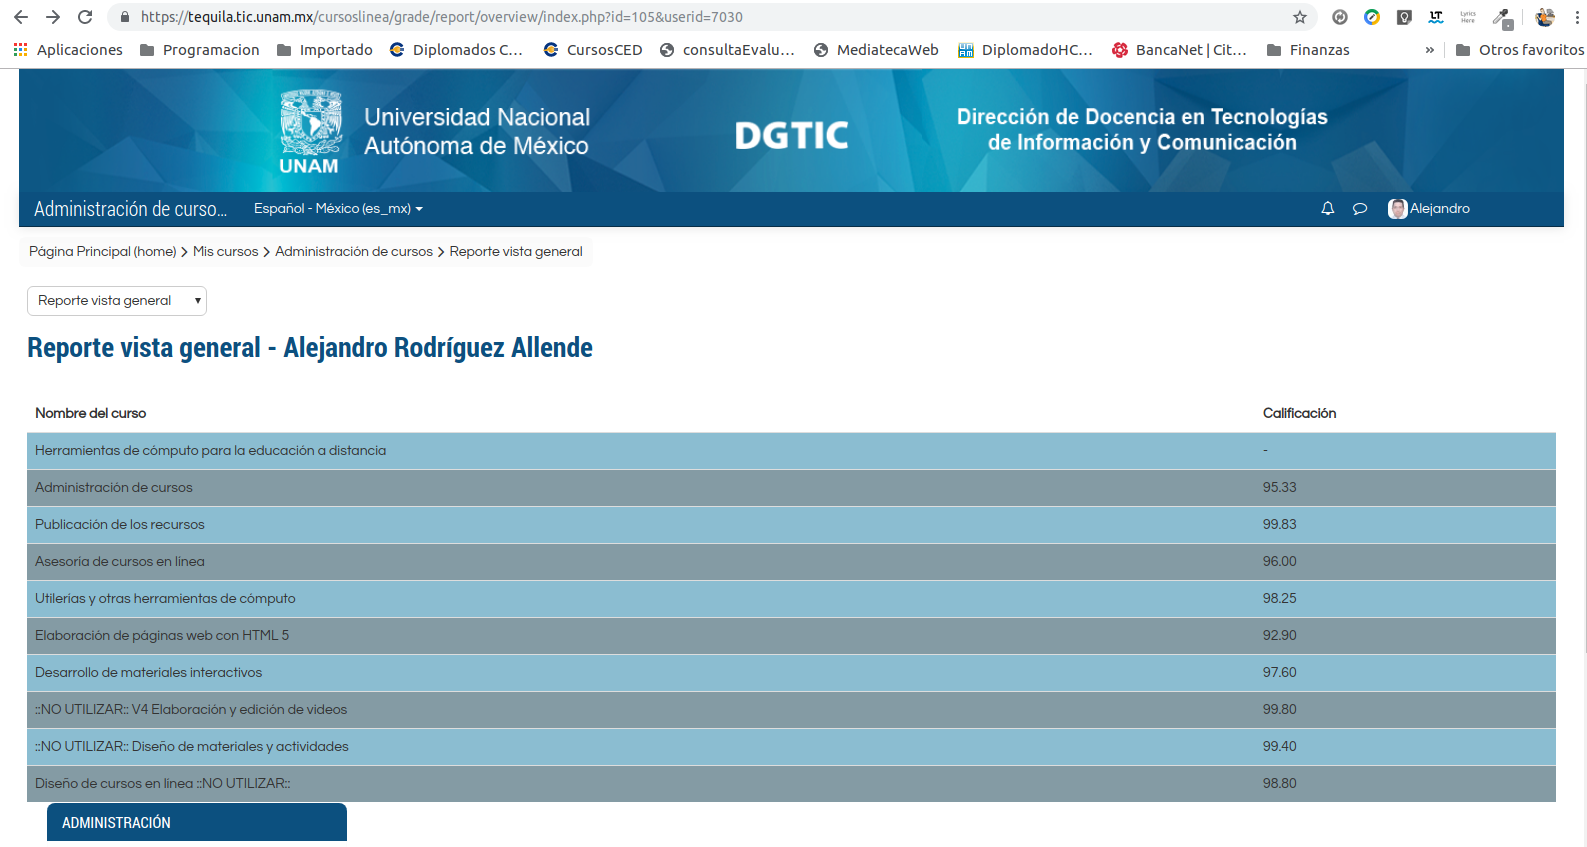 https://tequila.tic.unam.mx/cursoslinea/grade/report/overview/index.php?id=105&userid=7030
LT
Lyrics Here
Aplicaciones Programacion Importado Diplomados C... CursosCED consultaEvalu... MediatecaWeb DiplomadoHC... BancaNet | Cit... Finanzas » Otros favoritos
Universidad Nacional
Autónoma de México
UNAM
DGTIC
Dirección de Docencia en Tecnologías
de Información y Comunicación
Administración de curso... Español - México (es_mx) Alejandro
Página Principal (home) > Mis cursos > Administración de cursos > Reporte vista general
Reporte vista general
Reporte vista general - Alejandro Rodríguez Allende
Nombre del curso Calificación
Herramientas de cómputo para la educación a distancia -
Administración de cursos 95.33
Publicación de los recursos 99.83
Asesoría de cursos en línea 96.00
Utilerías y otras herramientas de cómputo 98.25
Elaboración de páginas web con HTML 5 92.90
Desarrollo de materiales interactivos 97.60
::NO UTILIZAR:: V4 Elaboración y edición de videos 99.80
::NO UTILIZAR:: Diseño de materiales y actividades 99.40
Diseño de cursos en línea ::NO UTILIZAR:: 98.80
ADMINISTRACIÓN